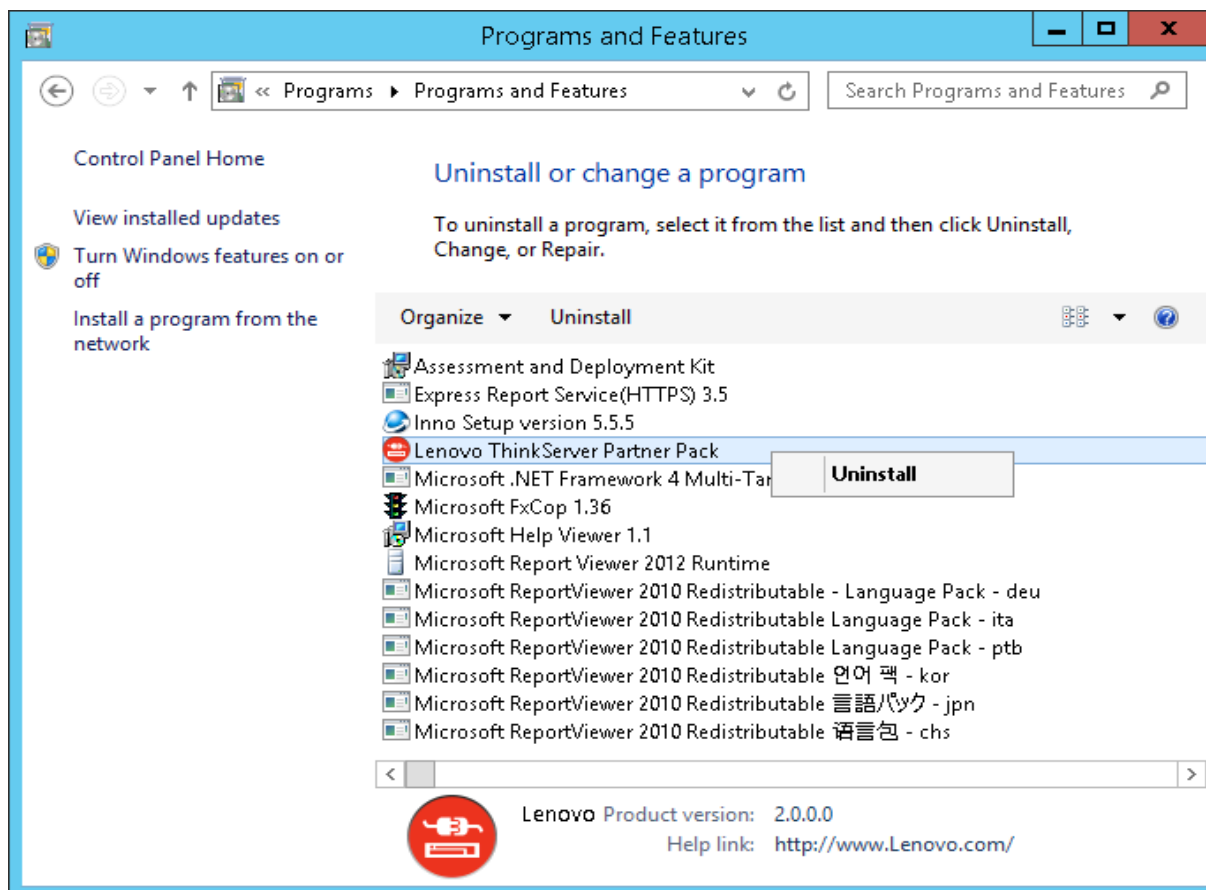 Programs and Features
« Programs ▸ Programs and Features
Search Programs and Features
Control Panel Home
View installed updates
Turn Windows features on or
off
Install a program from the
network
Uninstall or change a program
To uninstall a program, select it from the list and then click Uninstall,
Change, or Repair.
Organize
Uninstall
Assessment and Deployment Kit
Express Report Service(HTTPS) 3.5
Inno Setup version 5.5.5
Lenovo ThinkServer Partner Pack
Uninstall
Microsoft .NET Framework 4 Multi-Tar
Microsoft FxCop 1.36
Microsoft Help Viewer 1.1
Microsoft Report Viewer 2012 Runtime
Microsoft ReportViewer 2010 Redistributable - Language Pack - deu
Microsoft ReportViewer 2010 Redistributable Language Pack - ita
Microsoft ReportViewer 2010 Redistributable Language Pack - ptb
Microsoft ReportViewer 2010 Redistributable 언어 팩 - kor
Microsoft ReportViewer 2010 Redistributable 言語パック - jpn
Microsoft ReportViewer 2010 Redistributable 语言包 - chs
Lenovo Product version: 2.0.0.0
Help link: http://www.Lenovo.com/